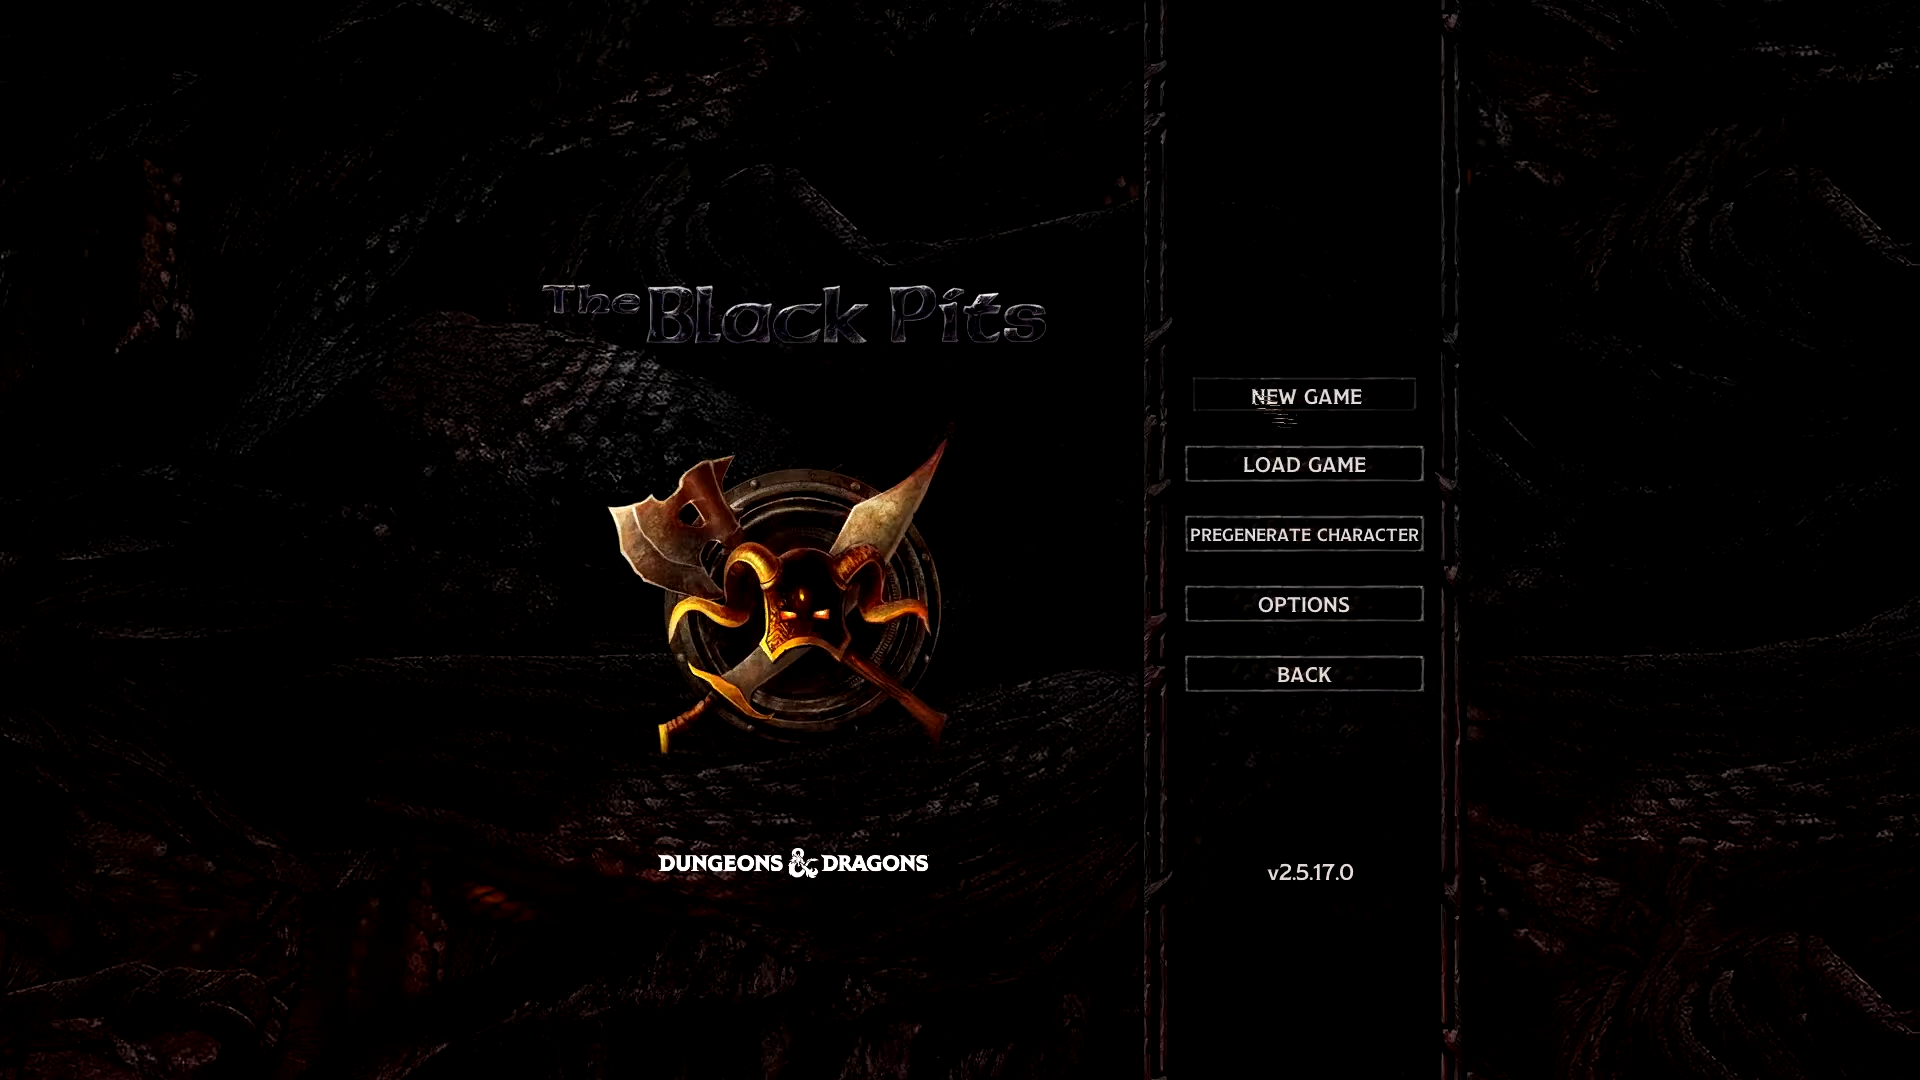 The Black Pits
NEW GAME
LOAD GAME
PREGENERATE CHARACTER
OPTIONS
BACK
DUNGEONS & DRAGONS
v2.5.17.0